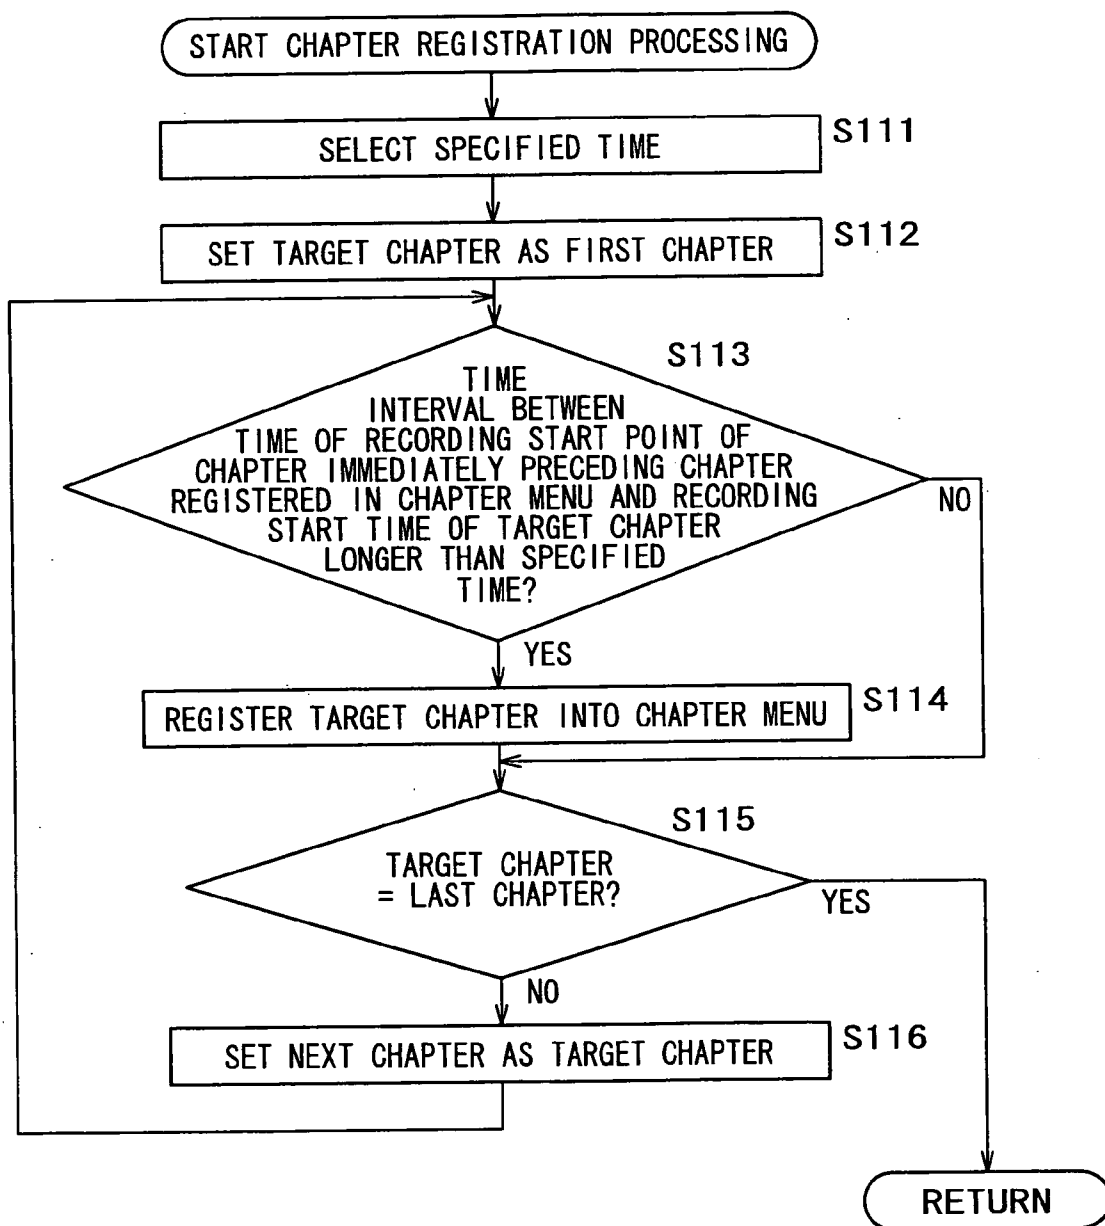 START CHAPTER REGISTRATION PROCESSING
S111
SELECT SPECIFIED TIME
S112
SET TARGET CHAPTER AS FIRST CHAPTER
S113
TIME
INTERVAL BETWEEN
TIME OF RECORDING START POINT OF
CHAPTER IMMEDIATELY PRECEDING CHAPTER
REGISTERED IN CHAPTER MENU AND RECORDING
START TIME OF TARGET CHAPTER
LONGER THAN SPECIFIED
TIME?
NO
YES
S114
REGISTER TARGET CHAPTER INTO CHAPTER MENU
S115
TARGET CHAPTER
= LAST CHAPTER?
YES
NO
S116
SET NEXT CHAPTER AS TARGET CHAPTER
RETURN